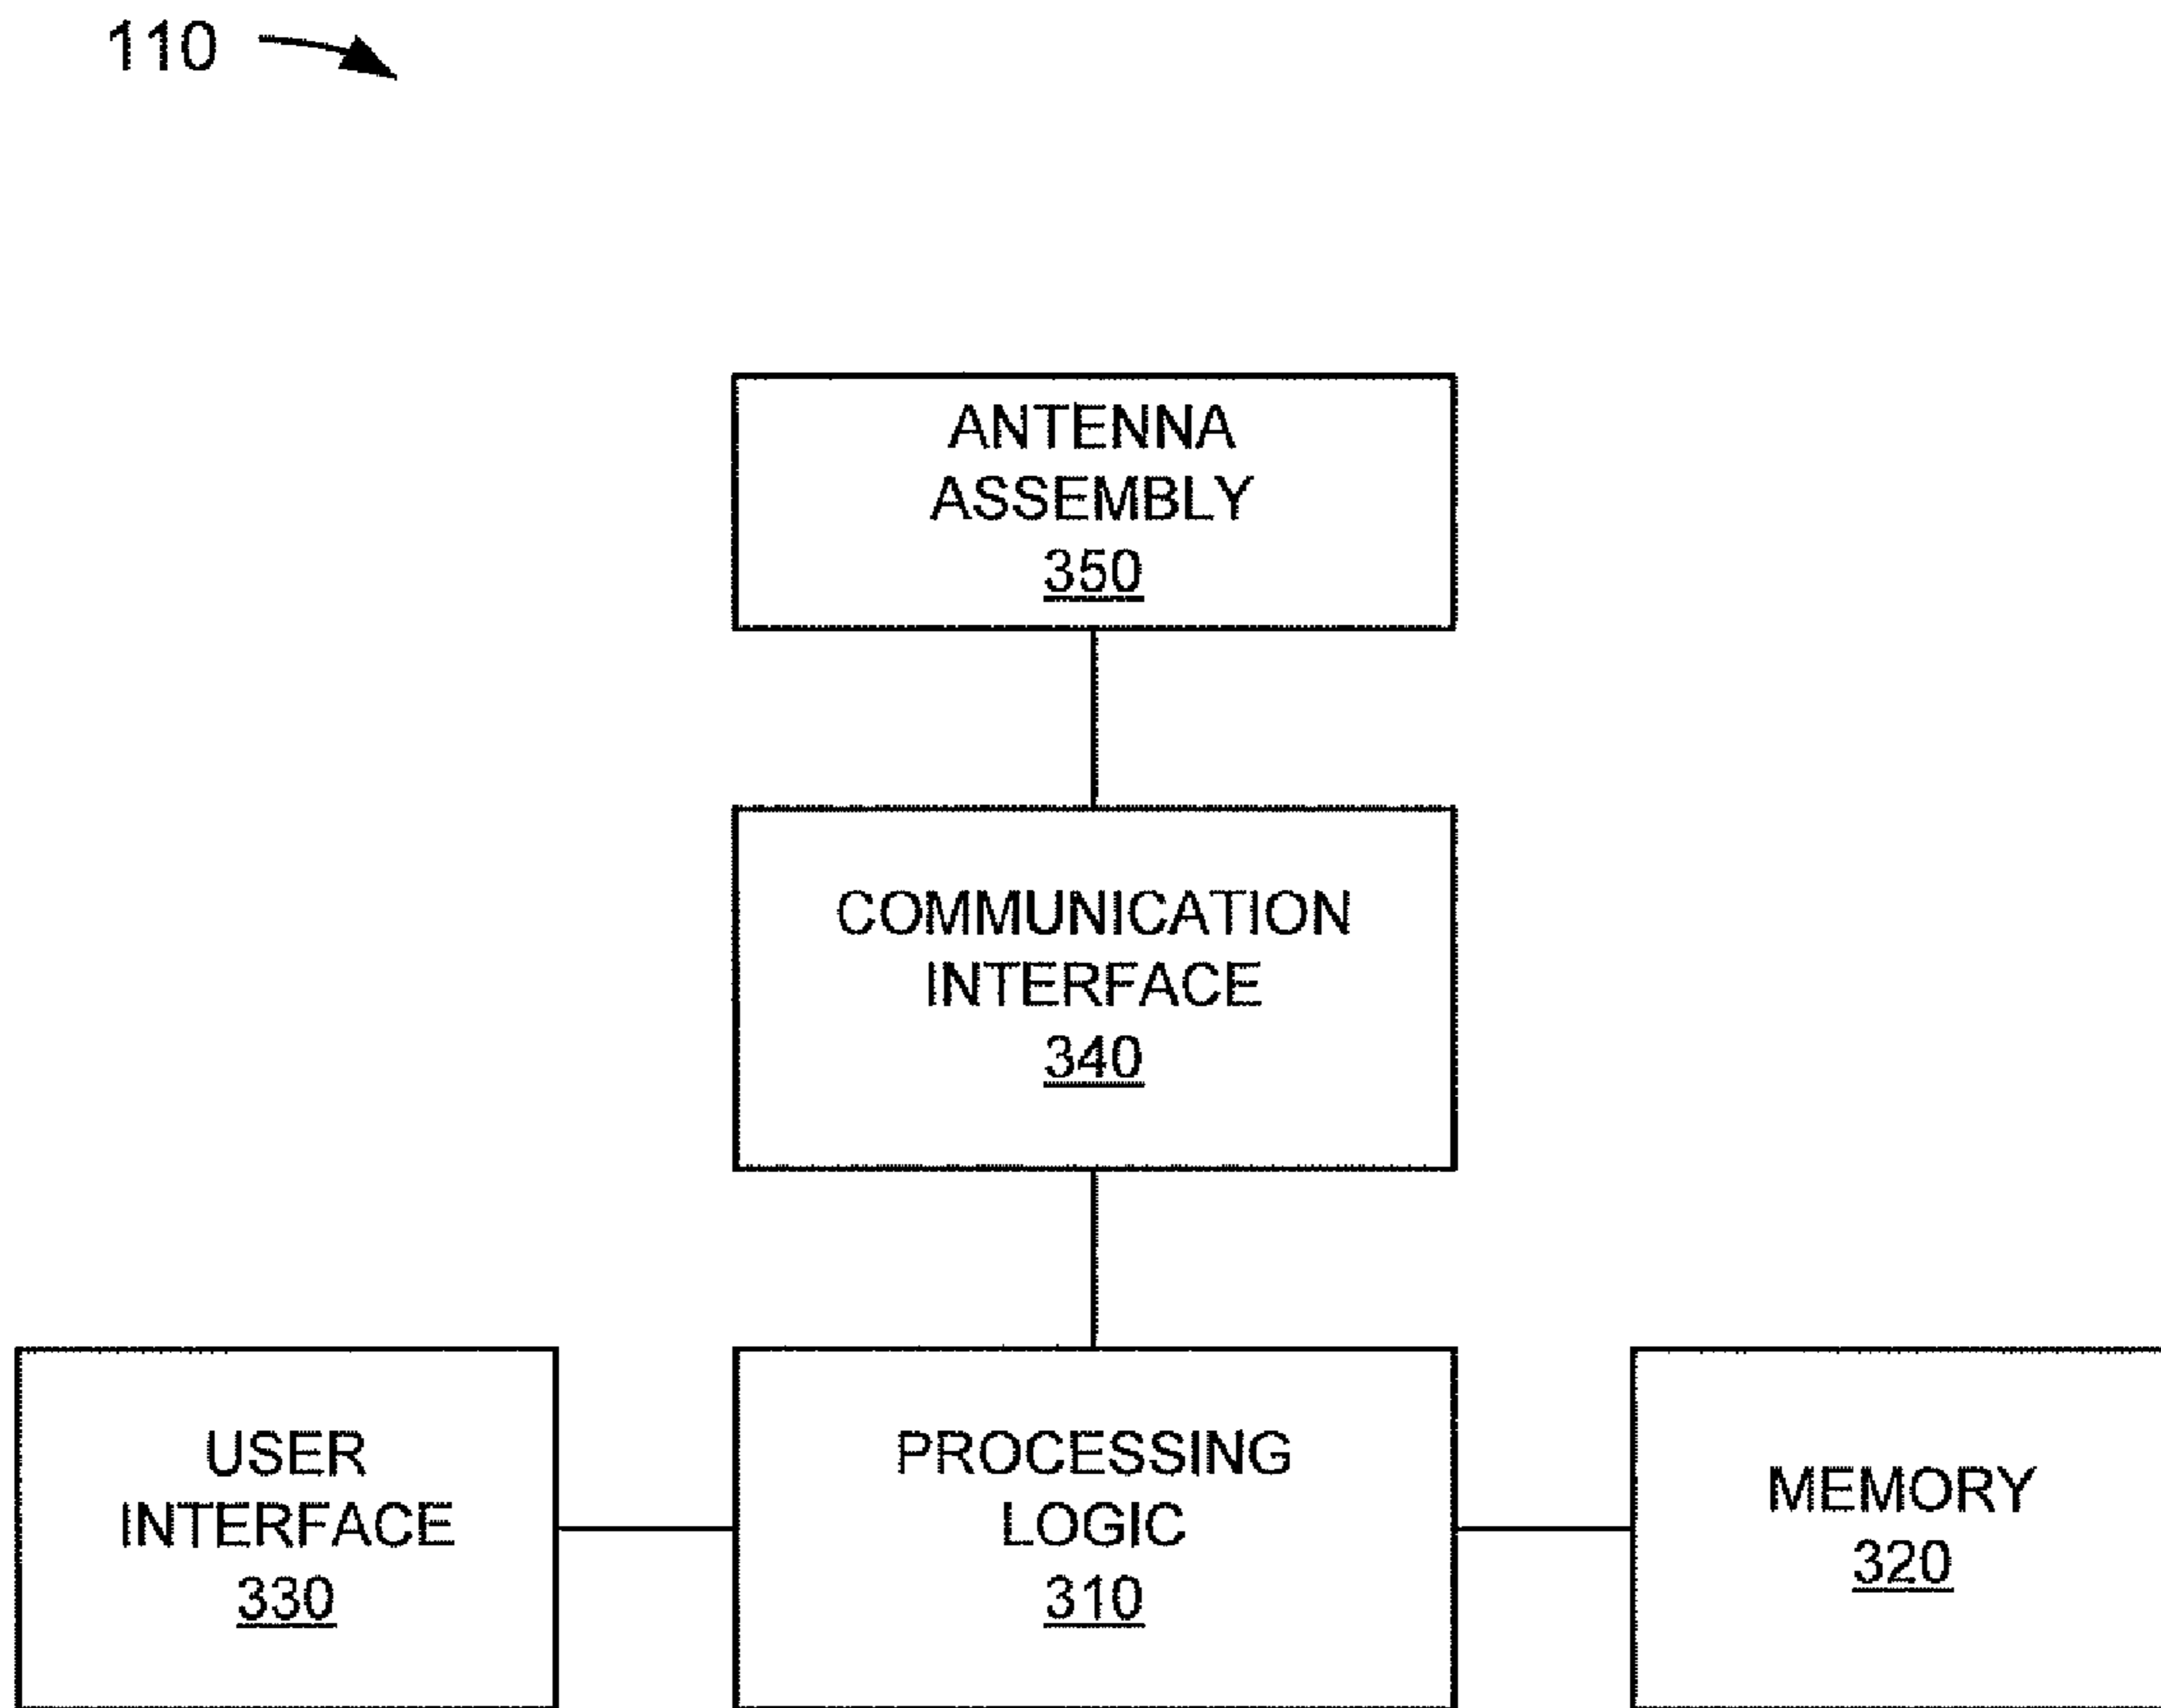 110
ANTENNA
ASSEMBLY
350
COMMUNICATION
INTERFACE
340
USER
INTERFACE
330
PROCESSING
LOGIC
310
MEMORY
320